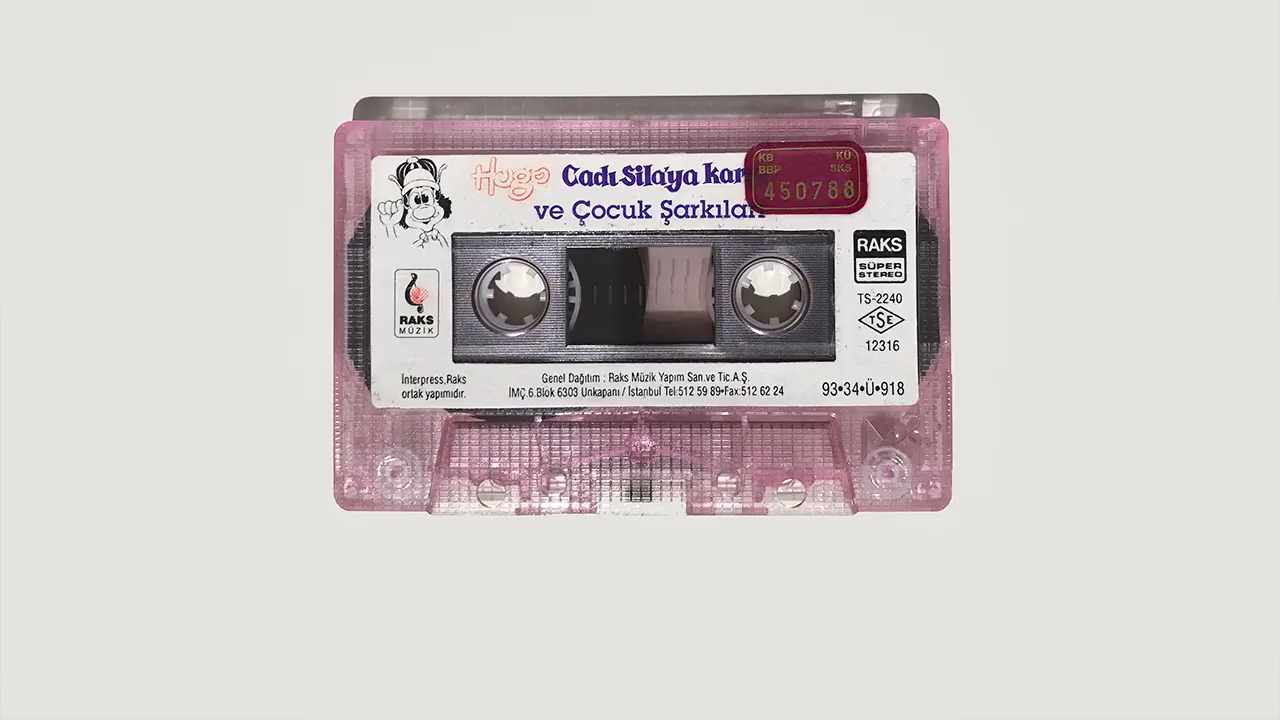 Hugo Cadı Sila'ya kar
ve Çocuk Şarkıları
KB KÜ
BBP SKS
450788
RAKS
SÜPER
STEREO
TS-2240
TSE
12316
RAKS
MÜZİK
İnterpress,Raks
ortak yapımıdır.
Genel Dağıtım : Raks Müzik Yapım San.ve Tic.A.Ş.
İMÇ.6.Blok 6303 Unkapanı / İstanbul Tel:512 59 89•Fax:512 62 24
93•34•Ü•918